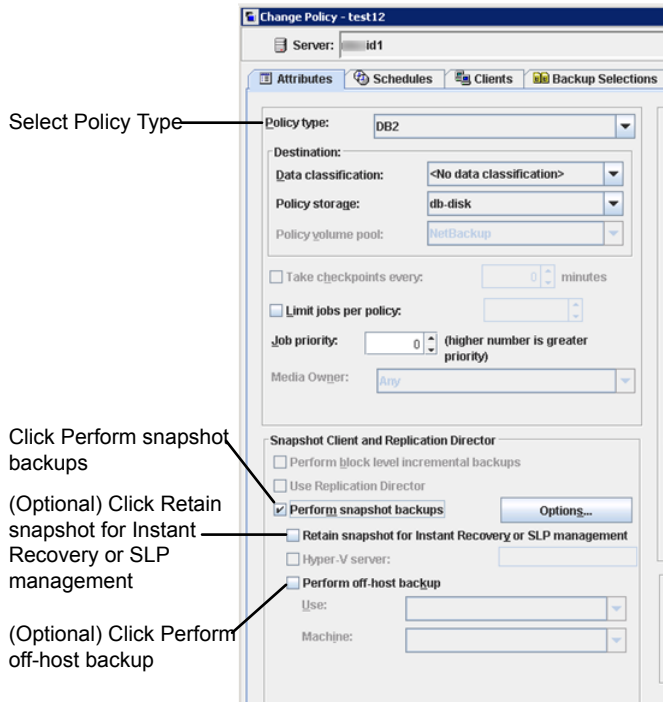 Change Policy - test12
Server: id1
Attributes
Schedules
Clients
Backup Selections
Select Policy Type
Policy type: DB2
Destination:
Data classification: <No data classification>
Policy storage: db-disk
Policy volume pool: NetBackup
Take checkpoints every: 0 minutes
Limit jobs per policy:
Job priority: 0 (higher number is greater
priority)
Media Owner: Any
Click Perform snapshot
backups
(Optional) Click Retain
snapshot for Instant
Recovery or SLP
management
(Optional) Click Perform
off-host backup
Snapshot Client and Replication Director
Perform block level incremental backups
Use Replication Director
Perform snapshot backups
Options...
Retain snapshot for Instant Recovery or SLP management
Hyper-V server:
Perform off-host backup
Use:
Machine: